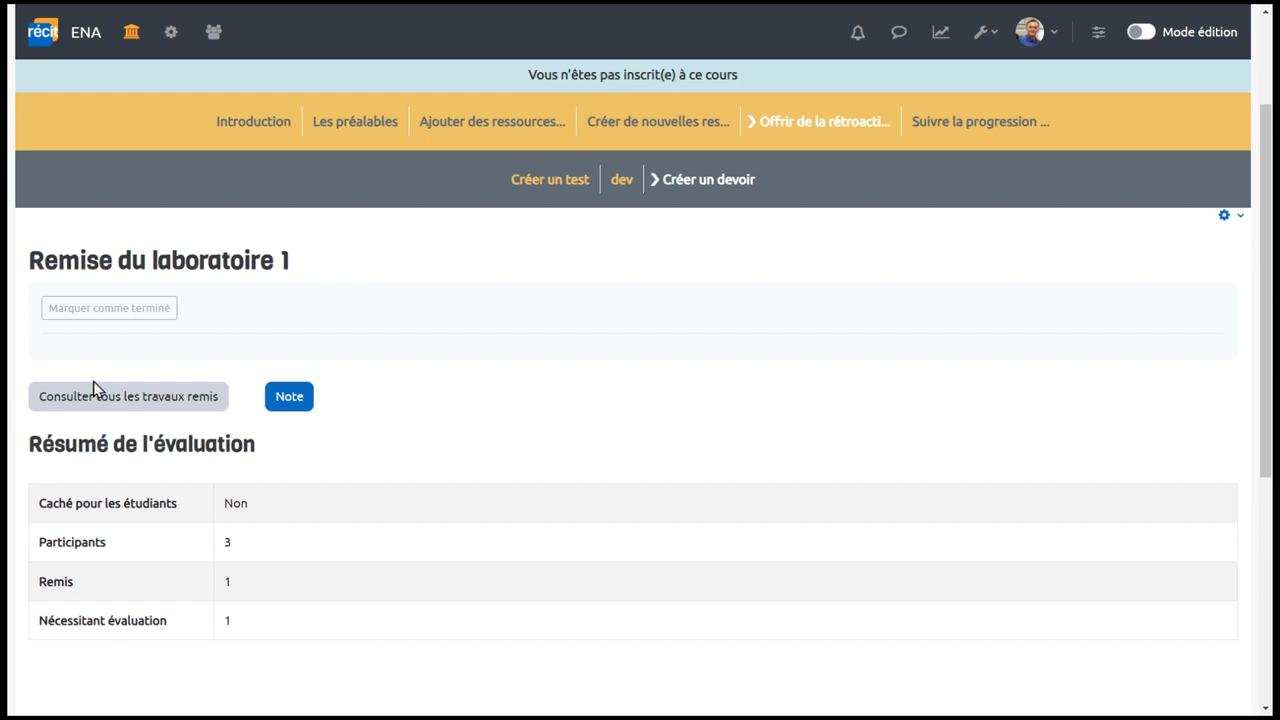 récit ENA Mode édition
Vous n'êtes pas inscrit(e) à ce cours
Introduction Les préalables Ajouter des ressources... Créer de nouvelles res... ❯ Offrir de la rétroacti... Suivre la progression ...
Créer un test dev ❯ Créer un devoir
Remise du laboratoire 1
Marquer comme terminé
Consulter tous les travaux remis Note
Résumé de l'évaluation
Caché pour les étudiants Non
Participants 3
Remis 1
Nécessitant évaluation 1